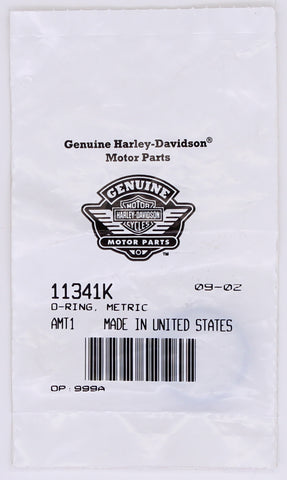 Genuine Harley-Davidson®
Motor Parts
GENUINE
MOTOR
HARLEY-DAVIDSON
CYCLES
MOTOR PARTS
™
11341K 09-02
O-RING, METRIC
AMT1 MADE IN UNITED STATES
OP:999A